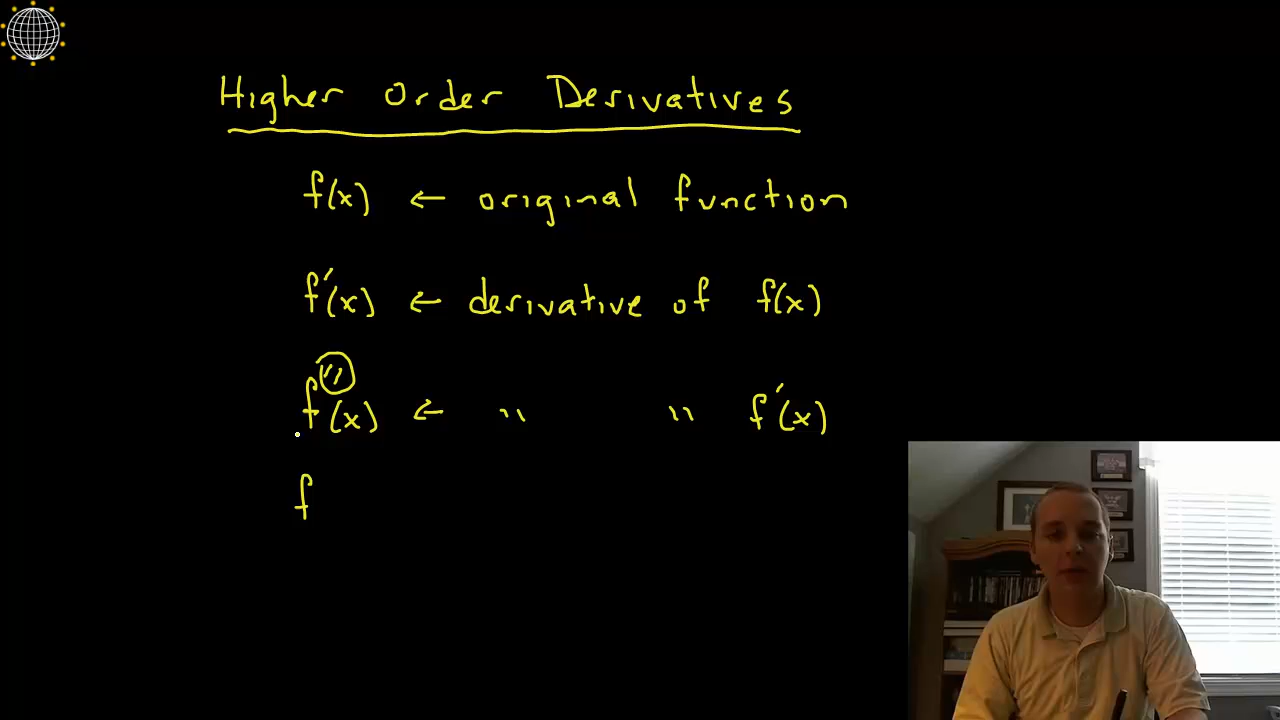 Higher Order Derivatives
f(x) ← original function
f'(x) ← derivative of f(x)
f''(x) ← " " f'(x)
f